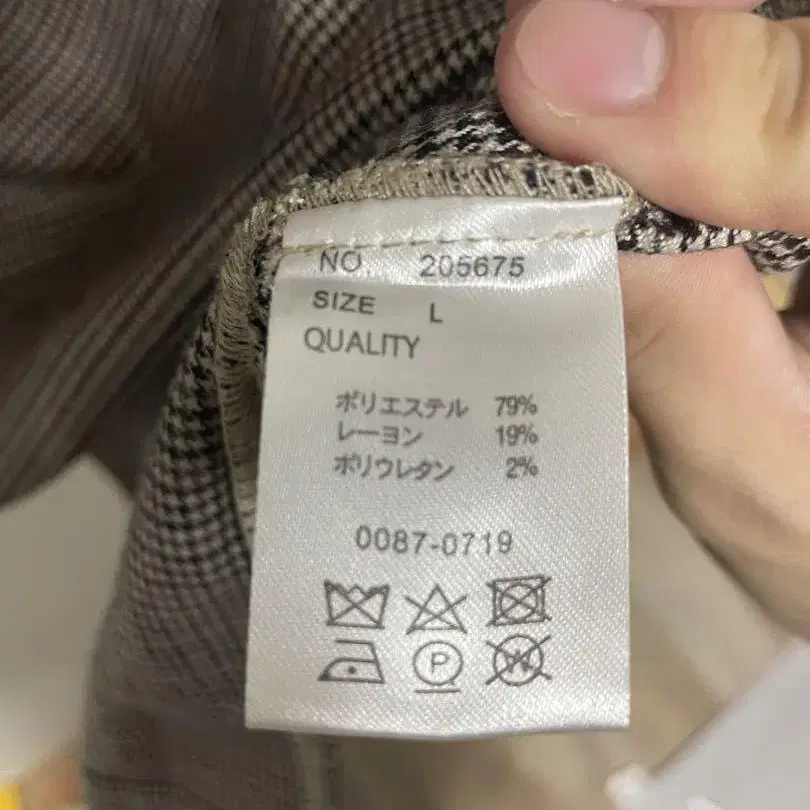 NO. 205675
SIZE L
QUALITY
ポリエステル 79%
レーヨン 19%
ポリウレタン 2%
0087-0719
P
W